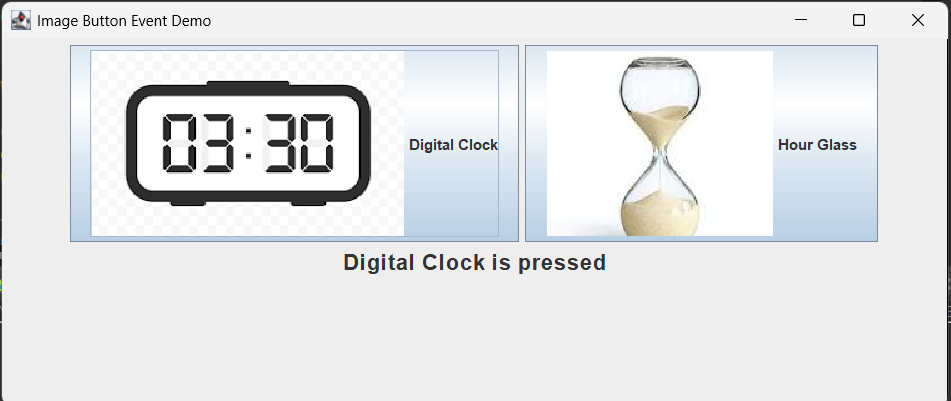 Image Button Event Demo
03:30
Digital Clock
Hour Glass
Digital Clock is pressed